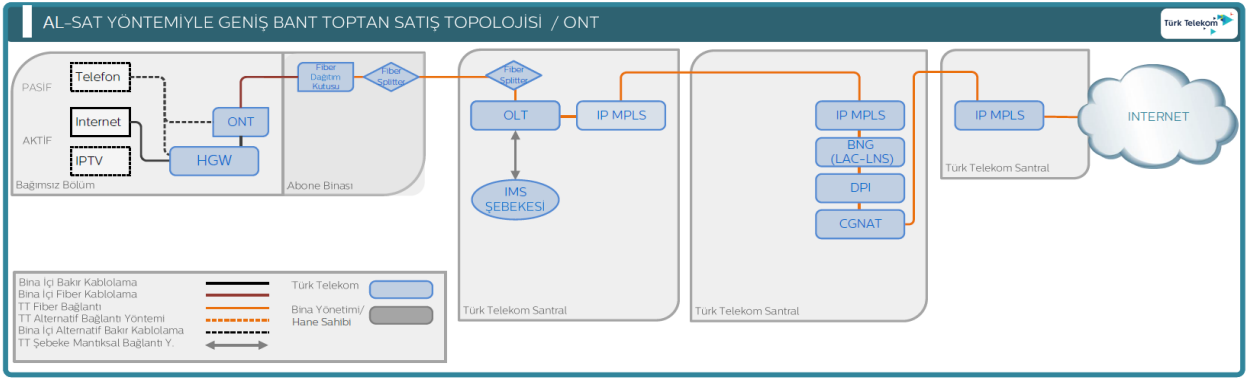 AL-SAT YÖNTEMİYLE GENİŞ BANT TOPTAN SATIŞ TOPOLOJİSİ / ONT
Türk Telekom
PASİF
Telefon
AKTİF
Internet
IPTV
ONT
HGW
Bağımsız Bölüm
Fiber
Dağıtım
Kutusu
Fiber
Splitter
Abone Binası
Fiber
Splitter
OLT
IP MPLS
IMS
ŞEBEKESİ
Türk Telekom Santral
IP MPLS
BNG
(LAC-LNS)
DPI
CGNAT
Türk Telekom Santral
IP MPLS
Türk Telekom Santral
INTERNET
Bina İçi Bakır Kablolama
Bina İçi Fiber Kablolama
TT Fiber Bağlantı
TT Alternatif Bağlantı Yöntemi
Bina İçi Alternatif Bakır Kablolama
TT Şebeke Mantıksal Bağlantı Y.
Türk Telekom
Bina Yönetimi/
Hane Sahibi